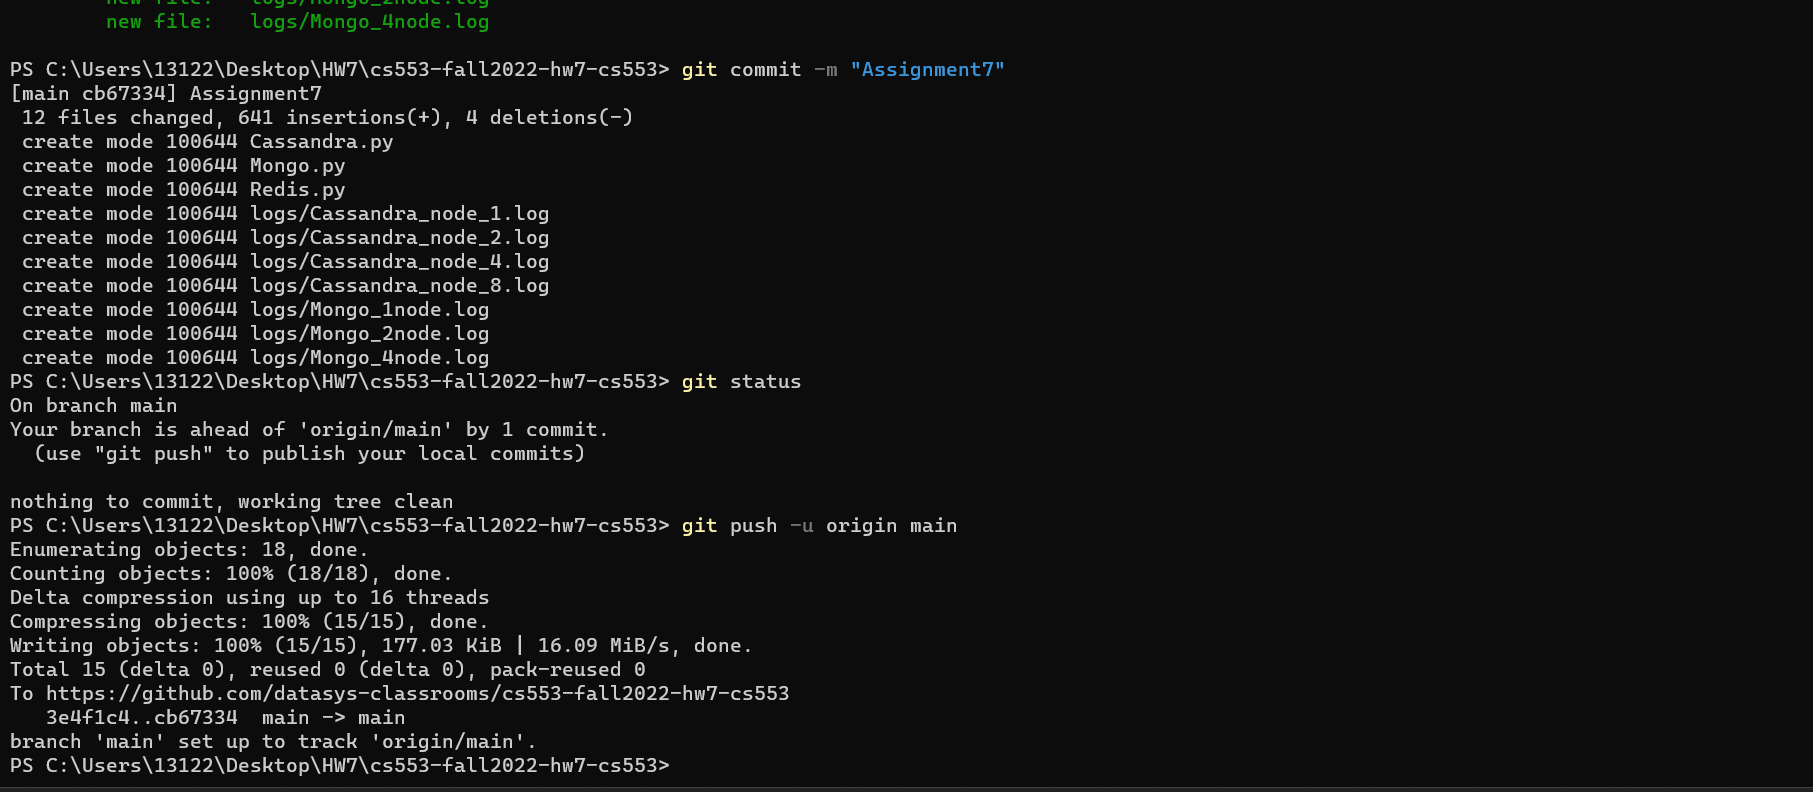 new file:   logs/Mongo_2node.log
new file:   logs/Mongo_4node.log
PS C:\Users\13122\Desktop\HW7\cs553-fall2022-hw7-cs553> git commit -m "Assignment7"
[main cb67334] Assignment7
 12 files changed, 641 insertions(+), 4 deletions(-)
 create mode 100644 Cassandra.py
 create mode 100644 Mongo.py
 create mode 100644 Redis.py
 create mode 100644 logs/Cassandra_node_1.log
 create mode 100644 logs/Cassandra_node_2.log
 create mode 100644 logs/Cassandra_node_4.log
 create mode 100644 logs/Cassandra_node_8.log
 create mode 100644 logs/Mongo_1node.log
 create mode 100644 logs/Mongo_2node.log
 create mode 100644 logs/Mongo_4node.log
PS C:\Users\13122\Desktop\HW7\cs553-fall2022-hw7-cs553> git status
On branch main
Your branch is ahead of 'origin/main' by 1 commit.
  (use "git push" to publish your local commits)
nothing to commit, working tree clean
PS C:\Users\13122\Desktop\HW7\cs553-fall2022-hw7-cs553> git push -u origin main
Enumerating objects: 18, done.
Counting objects: 100% (18/18), done.
Delta compression using up to 16 threads
Compressing objects: 100% (15/15), done.
Writing objects: 100% (15/15), 177.03 KiB | 16.09 MiB/s, done.
Total 15 (delta 0), reused 0 (delta 0), pack-reused 0
To https://github.com/datasys-classrooms/cs553-fall2022-hw7-cs553
   3e4f1c4..cb67334  main -> main
branch 'main' set up to track 'origin/main'.
PS C:\Users\13122\Desktop\HW7\cs553-fall2022-hw7-cs553>